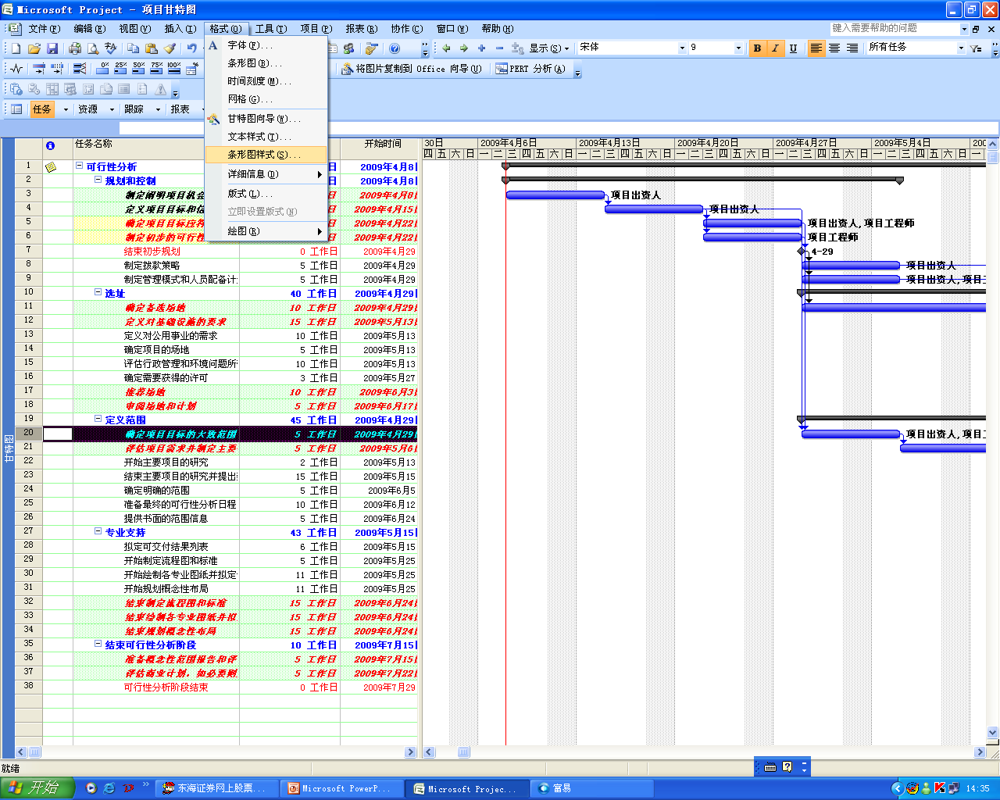 Microsoft Project - 项目甘特图
文件(F) 编辑(E) 视图(V) 插入(I) 格式(O) 工具(T) 项目(P) 报表(R) 协作(C) 窗口(W) 帮助(H) 键入需要帮助的问题
显示(S) 宋体 9 B I U 所有任务
0% 25% 50% 75% 100% 将图片复制到 Office 向导(U) PERT 分析(A)
任务 资源 跟踪 报表
字体(F)...
条形图(B)...
时间刻度(M)...
网格(G)...
甘特图向导(W)...
文本样式(T)...
条形图样式(S)...
详细信息(D)
版式(L)...
立即设置版式(N)
绘图(R)
任务名称 开始时间
30日 2009年4月6日 2009年4月13日 2009年4月20日 2009年4月27日 2009年5月4日 200
四 五 六 日 一 二 三 四 五 六 日 一 二 三 四 五 六 日 一 二 三 四 五 六 日 一 二 三 四 五 六 日 一 二 三 四 五 六 日 一
1 可行性分析 日 2009年4月8日
2 规划和控制 日 2009年4月8日
3 制定阐明项目机会 日 2009年4月8日 项目出资人
4 定义项目目标和信 日 2009年4月15日 项目出资人
5 确定项目目标应符 日 2009年4月22日 项目出资人,项目工程师
6 制定初步的可行性 日 2009年4月22日 项目工程师
7 结束初步规划 0 工作日 2009年4月29 4-29
8 制定拨款策略 5 工作日 2009年4月29 项目出资人
9 制定管理模式和人员配备计 5 工作日 2009年4月29 项目出资人,项目
10 选址 40 工作日 2009年4月29
11 确定备选场地 10 工作日 2009年4月29
12 定义对基础设施的要求 15 工作日 2009年5月13
13 定义对公用事业的需求 10 工作日 2009年5月13
14 确定项目的场地 5 工作日 2009年5月13
15 评估行政管理和环境问题所 10 工作日 2009年5月13
16 确定需要获得的许可 3 工作日 2009年5月27
17 推荐场地 10 工作日 2009年6月3日
18 审阅场地和计划 5 工作日 2009年6月17日
19 定义范围 45 工作日 2009年4月29
20 确定项目目标的大致范围 5 工作日 2009年4月29 项目出资人,项目
21 评估项目需求并制定主要 5 工作日 2009年5月6日
22 开始主要项目的研究 2 工作日 2009年5月13
23 结束主要项目的研究并提出 15 工作日 2009年5月15
24 确定明确的范围 5 工作日 2009年6月5
25 准备最终的可行性分析日程 10 工作日 2009年6月12
26 提供书面的范围信息 5 工作日 2009年6月24
27 专业支持 43 工作日 2009年5月15
28 拟定可交付结果列表 6 工作日 2009年5月15
29 开始制定流程图和标准 5 工作日 2009年5月25
30 开始绘制各专业图纸并拟定 11 工作日 2009年5月25
31 开始规划概念性布局 11 工作日 2009年5月25
32 结束制定流程图和标准 15 工作日 2009年6月24
33 结束绘制各专业图纸并拟 15 工作日 2009年6月24
34 结束规划概念性布局 15 工作日 2009年6月24
35 结束可行性分析阶段 10 工作日 2009年7月15
36 准备概念性范围报告和评 5 工作日 2009年7月15
37 评估商业计划,如必要则 5 工作日 2009年7月22
38 可行性分析阶段结束 0 工作日 2009年7月29
甘特图
就绪
开始 东海证券网上股票... Microsoft PowerP... Microsoft Projec... 富易 14:35